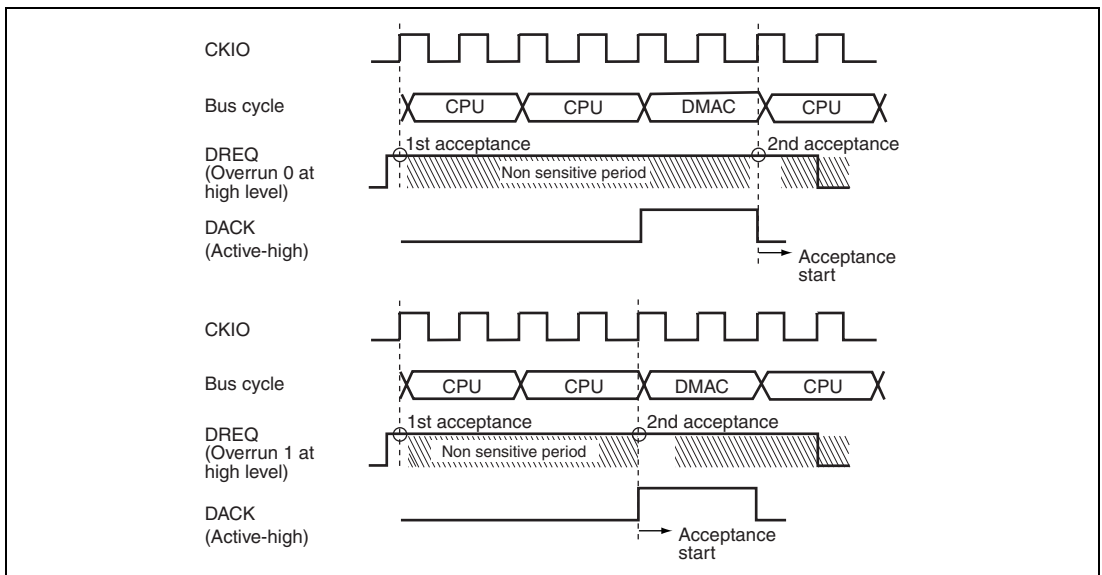 CKIO
Bus cycle
CPU CPU DMAC CPU
1st acceptance 2nd acceptance
DREQ
(Overrun 0 at
high level)
Non sensitive period
DACK
(Active-high)
Acceptance
start
CKIO
Bus cycle
CPU CPU DMAC CPU
1st acceptance 2nd acceptance
DREQ
(Overrun 1 at
high level)
Non sensitive period
DACK
(Active-high)
Acceptance
start